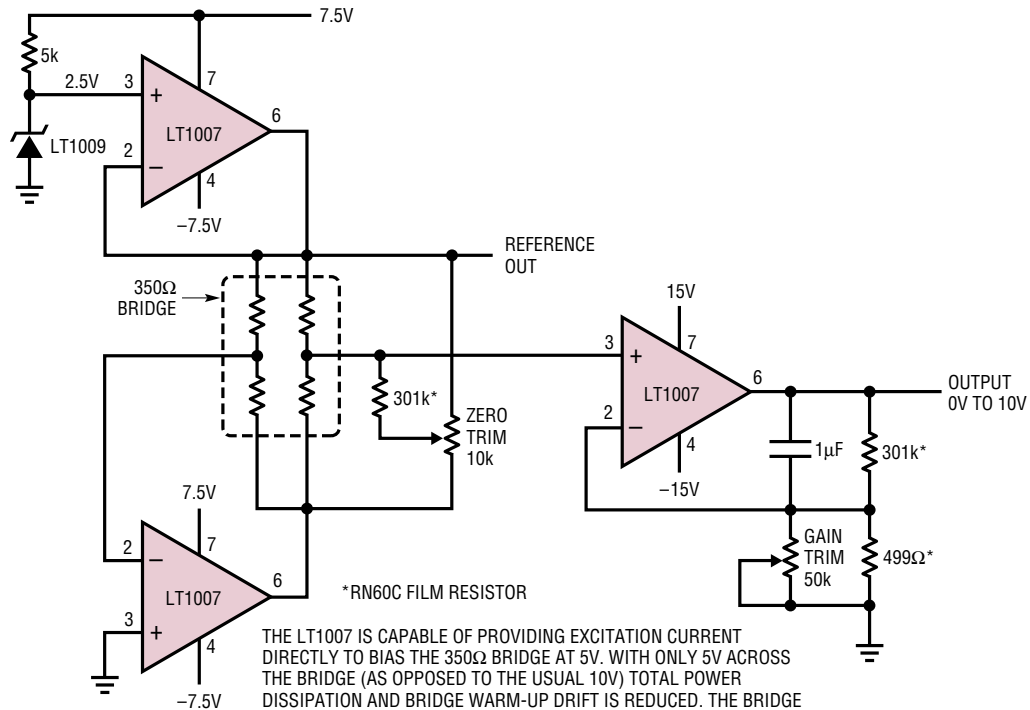 7.5V
5k
2.5V
3
7
+
6
LT1007
LT1009
2
–
4
–7.5V
REFERENCE
OUT
350Ω
BRIDGE
15V
3
7
+
6
OUTPUT
0V TO 10V
LT1007
301k*
ZERO
TRIM
10k
2
–
4
1µF
301k*
–15V
7.5V
GAIN
TRIM
50k
499Ω*
2
7
–
6
*RN60C FILM RESISTOR
LT1007
3
+
4
–7.5V
THE LT1007 IS CAPABLE OF PROVIDING EXCITATION CURRENT
DIRECTLY TO BIAS THE 350Ω BRIDGE AT 5V. WITH ONLY 5V ACROSS
THE BRIDGE (AS OPPOSED TO THE USUAL 10V) TOTAL POWER
DISSIPATION AND BRIDGE WARM-UP DRIFT IS REDUCED. THE BRIDGE